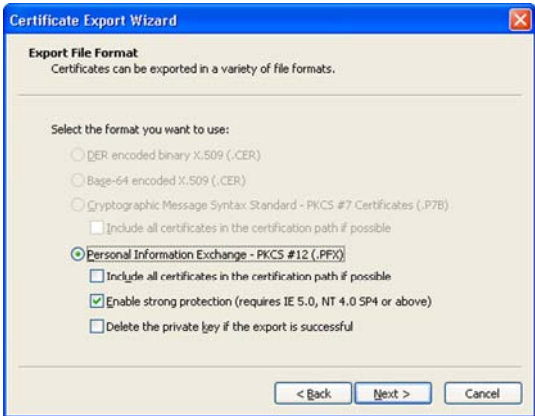 Certificate Export Wizard
Export File Format
Certificates can be exported in a variety of file formats.
Select the format you want to use:
DER encoded binary X.509 (.CER)
Base-64 encoded X.509 (.CER)
Cryptographic Message Syntax Standard - PKCS #7 Certificates (.P7B)
Include all certificates in the certification path if possible
Personal Information Exchange - PKCS #12 (.PFX)
Include all certificates in the certification path if possible
Enable strong protection (requires IE 5.0, NT 4.0 SP4 or above)
Delete the private key if the export is successful
< Back Next > Cancel